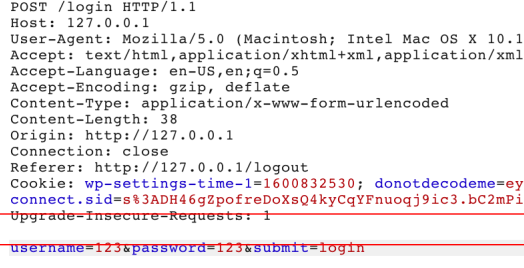 POST /login HTTP/1.1
Host: 127.0.0.1
User-Agent: Mozilla/5.0 (Macintosh; Intel Mac OS X 10.1
Accept: text/html,application/xhtml+xml,application/xml
Accept-Language: en-US,en;q=0.5
Accept-Encoding: gzip, deflate
Content-Type: application/x-www-form-urlencoded
Content-Length: 38
Origin: http://127.0.0.1
Connection: close
Referer: http://127.0.0.1/logout
Cookie: wp-settings-time-1=1600832530; donotdecodeme=ey
connect.sid=s%3ADH46gZpofreDoXsQ4kyCqYFnuoqj9ic3.bC2mPi
Upgrade-Insecure-Requests: 1
username=123&password=123&submit=login